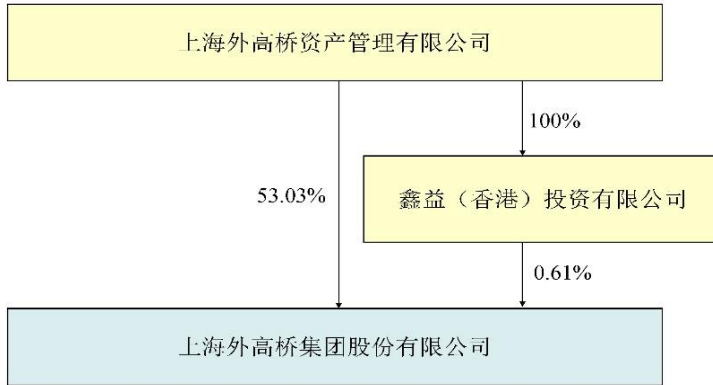 上海外高桥资产管理有限公司
100%
53.03%
鑫益（香港）投资有限公司
0.61%
上海外高桥集团股份有限公司